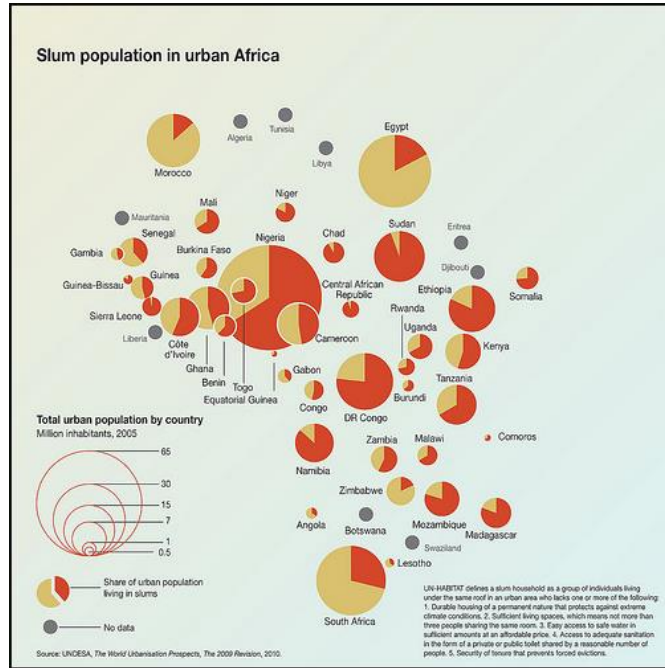 Slum population in urban Africa
Morocco
Algeria
Tunisia
Libya
Egypt
Mauritania
Mali
Niger
Senegal
Gambia
Burkina Faso
Nigeria
Chad
Sudan
Eritrea
Djibouti
Guinea-Bissau
Guinea
Central African
Republic
Ethiopia
Somalia
Sierra Leone
Liberia
Côte
d'Ivoire
Ghana
Benin
Togo
Equatorial Guinea
Cameroon
Rwanda
Uganda
Kenya
Gabon
Congo
DR Congo
Burundi
Tanzania
Namibia
Zambia
Malawi
Comoros
Zimbabwe
Angola
Botswana
Mozambique
Madagascar
Swaziland
Lesotho
South Africa
Total urban population by country
Million inhabitants, 2005
65
30
15
7
1
0.5
Share of urban population
living in slums
No data
UN-HABITAT defines a slum household as a group of individuals living
under the same roof in an urban area who lacks one or more of the following:
1. Durable housing of a permanent nature that protects against extreme
climate conditions. 2. Sufficient living spaces, which means not more than
three people sharing the same room. 3. Easy access to safe water in
sufficient amounts at an affordable price. 4. Access to adequate sanitation
in the form of a private or public toilet shared by a reasonable number of
people. 5. Security of tenure that prevents forced evictions.
Source: UNDESA, The World Urbanisation Prospects, The 2009 Revision, 2010.